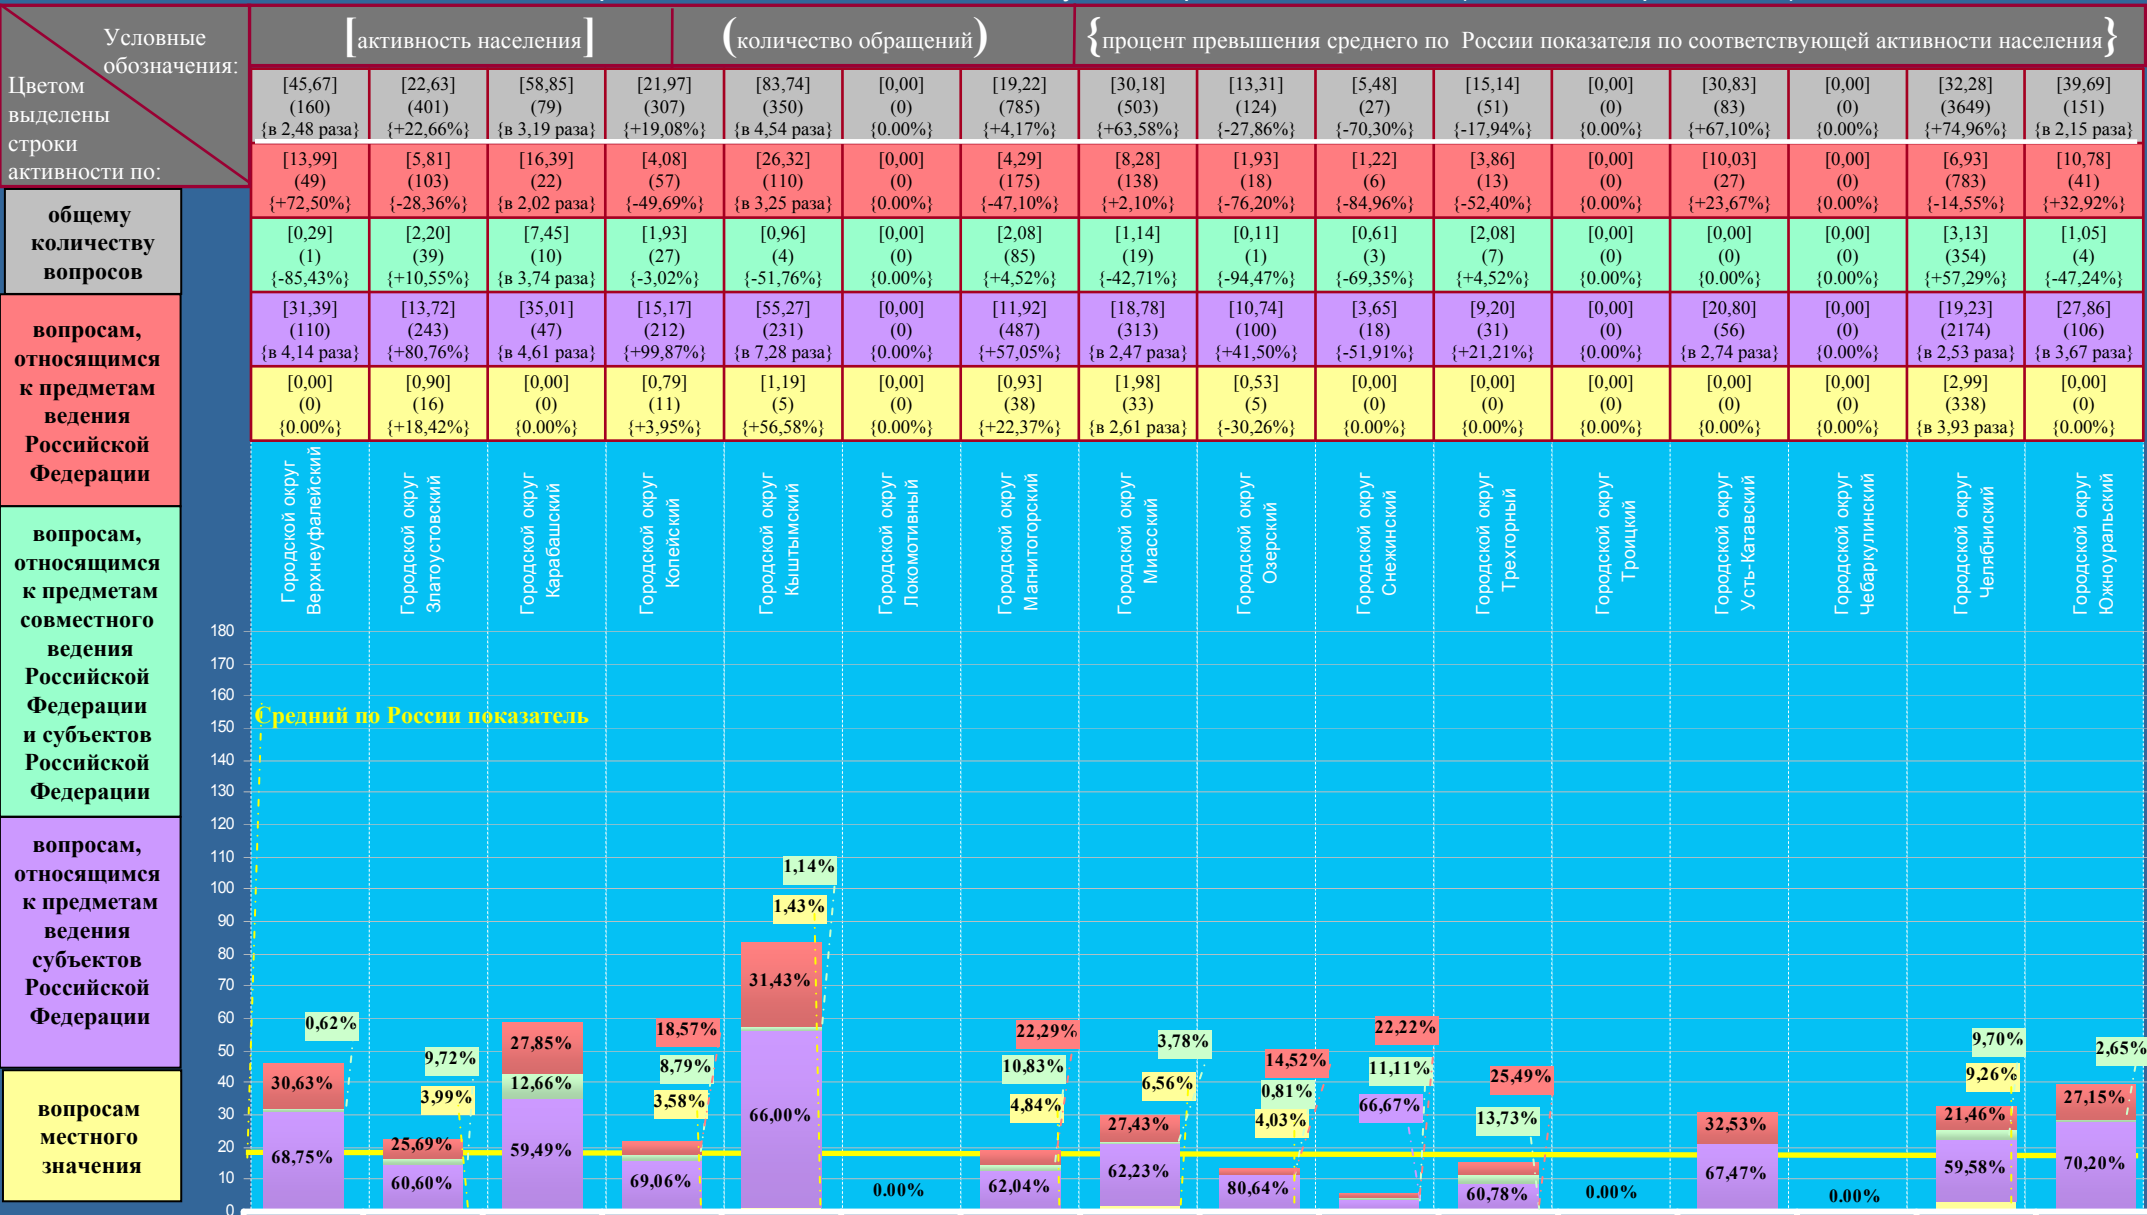 Условные
обозначения:
Цветом
выделены
строки
активности по:
[активность населения]
(количество обращений)
{процент превышения среднего по России показателя по соответствующей активности населения}
[45,67] [22,63] [58,85] [21,97] [83,74] [0,00] [19,22] [30,18] [13,31] [5,48] [15,14] [0,00] [30,83] [0,00] [32,28] [39,69]
(160) (401) (79) (307) (350) (0) (785) (503) (124) (27) (51) (0) (83) (0) (3649) (151)
{в 2,48 раза} {+22,66%} {в 3,19 раза} {+19,08%} {в 4,54 раза} {0.00%} {+4,17%} {+63,58%} {-27,86%} {-70,30%} {-17,94%} {0.00%} {+67,10%} {0.00%} {+74,96%} {в 2,15 раза}
[13,99] [5,81] [16,39] [4,08] [26,32] [0,00] [4,29] [8,28] [1,93] [1,22] [3,86] [0,00] [10,03] [0,00] [6,93] [10,78]
(49) (103) (22) (57) (110) (0) (175) (138) (18) (6) (13) (0) (27) (0) (783) (41)
{+72,50%} {-28,36%} {в 2,02 раза} {-49,69%} {в 3,25 раза} {0.00%} {-47,10%} {+2,10%} {-76,20%} {-84,96%} {-52,40%} {0.00%} {+23,67%} {0.00%} {-14,55%} {+32,92%}
[0,29] [2,20] [7,45] [1,93] [0,96] [0,00] [2,08] [1,14] [0,11] [0,61] [2,08] [0,00] [0,00] [0,00] [3,13] [1,05]
(1) (39) (10) (27) (4) (0) (85) (19) (1) (3) (7) (0) (0) (0) (354) (4)
{-85,43%} {+10,55%} {в 3,74 раза} {-3,02%} {-51,76%} {0.00%} {+4,52%} {-42,71%} {-94,47%} {-69,35%} {+4,52%} {0.00%} {0.00%} {0.00%} {+57,29%} {-47,24%}
[31,39] [13,72] [35,01] [15,17] [55,27] [0,00] [11,92] [18,78] [10,74] [3,65] [9,20] [0,00] [20,80] [0,00] [19,23] [27,86]
(110) (243) (47) (212) (231) (0) (487) (313) (100) (18) (31) (0) (56) (0) (2174) (106)
{в 4,14 раза} {+80,76%} {в 4,61 раза} {+99,87%} {в 7,28 раза} {0.00%} {+57,05%} {в 2,47 раза} {+41,50%} {-51,91%} {+21,21%} {0.00%} {в 2,74 раза} {0.00%} {в 2,53 раза} {в 3,67 раза}
[0,00] [0,90] [0,00] [0,79] [1,19] [0,00] [0,93] [1,98] [0,53] [0,00] [0,00] [0,00] [0,00] [0,00] [2,99] [0,00]
(0) (16) (0) (11) (5) (0) (38) (33) (5) (0) (0) (0) (0) (0) (338) (0)
{0.00%} {+18,42%} {0.00%} {+3,95%} {+56,58%} {0.00%} {+22,37%} {в 2,61 раза} {-30,26%} {0.00%} {0.00%} {0.00%} {0.00%} {0.00%} {в 3,93 раза} {0.00%}
общему
количеству
вопросов
вопросам,
относящимся
к предметам
ведения
Российской
Федерации
вопросам,
относящимся
к предметам
совместного
ведения
Российской
Федерации
и субъектов
Российской
Федерации
вопросам,
относящимся
к предметам
ведения
субъектов
Российской
Федерации
вопросам
местного
значения
Городской округ
Верхнеуфалейский
Городской округ
Златоустовский
Городской округ
Карабашский
Городской округ
Копейский
Городской округ
Кыштымский
Городской округ
Локомотивный
Городской округ
Магнитогорский
Городской округ
Миасский
Городской округ
Озерский
Городской округ
Снежинский
Городской округ
Трехгорный
Городской округ
Троицкий
Городской округ
Усть-Катавский
Городской округ
Чебаркулинский
Городской округ
Челябинский
Городской округ
Южноуральский
180
170
160
150
140
130
120
110
100
90
80
70
60
50
40
30
20
10
0
Средний по России показатель
0,62%
30,63%
68,75%
9,72%
3,99%
25,69%
60,60%
27,85%
12,66%
59,49%
18,57%
8,79%
3,58%
69,06%
1,14%
1,43%
31,43%
66,00%
0.00%
22,29%
10,83%
4,84%
62,04%
3,78%
6,56%
27,43%
62,23%
14,52%
0,81%
4,03%
80,64%
22,22%
11,11%
66,67%
25,49%
13,73%
60,78%
0.00%
32,53%
67,47%
0.00%
9,70%
9,26%
21,46%
59,58%
2,65%
27,15%
70,20%